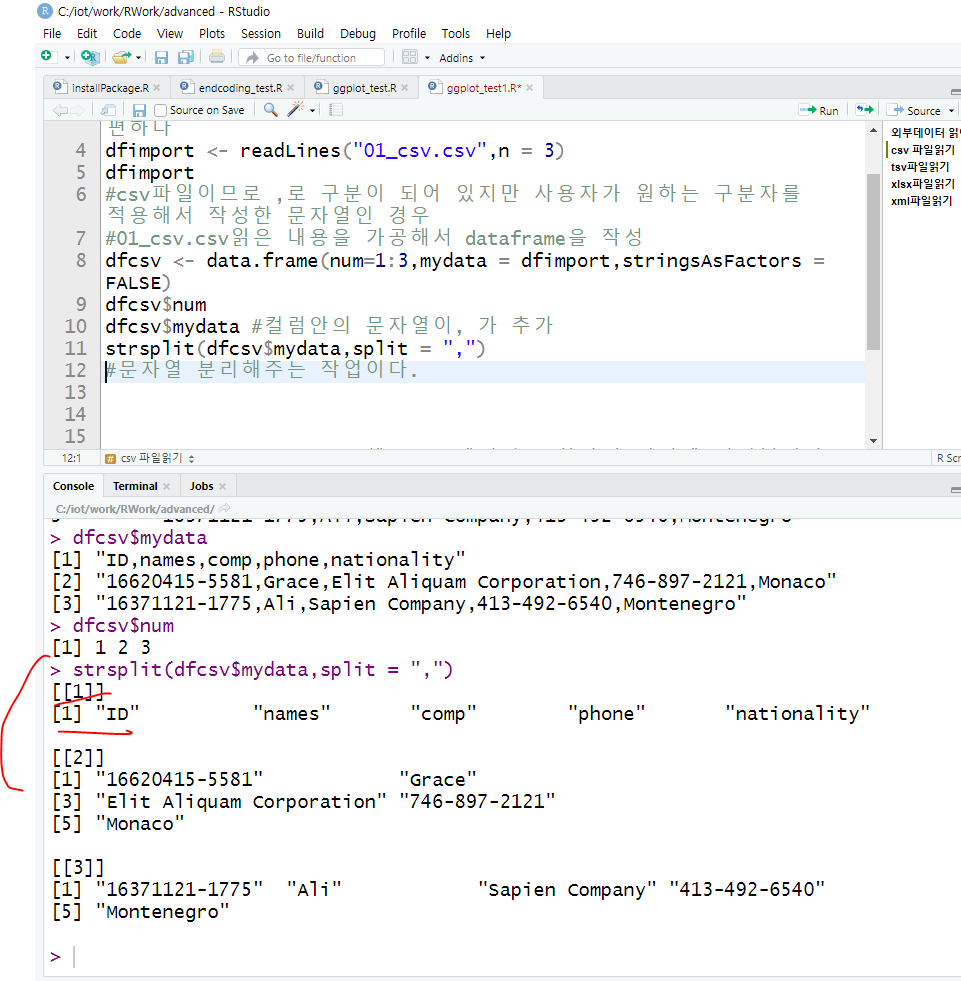 C:/iot/work/RWork/advanced - RStudio
File Edit Code View Plots Session Build Debug Profile Tools Help
Go to file/function Addins
installPackage.R endcoding_test.R ggplot_test.R ggplot_test1.R*
Source on Save Run Source
편하다
4 dfimport <- readLines("01_csv.csv",n = 3)
5 dfimport
6 #csv파일이므로 ,로 구분이 되어 있지만 사용자가 원하는 구분자를
적용해서 작성한 문자열인 경우
7 #01_csv.csv읽은 내용을 가공해서 dataframe을 작성
8 dfcsv <- data.frame(num=1:3,mydata = dfimport,stringsAsFactors =
FALSE)
9 dfcsv$num
10 dfcsv$mydata #컬럼안의 문자열이, 가 추가
11 strsplit(dfcsv$mydata,split = ",")
12 #문자열 분리해주는 작업이다.
13
14
15
외부데이터 읽어
csv 파일읽기
tsv파일읽기
xlsx파일읽기
xml파일읽기
12:1 # csv 파일읽기 R Scr
Console Terminal Jobs
C:/iot/work/RWork/advanced/
3 16371121-1775,Ali,Sapien Company,413-492-6540,Montenegro
> dfcsv$mydata
[1] "ID,names,comp,phone,nationality"
[2] "16620415-5581,Grace,Elit Aliquam Corporation,746-897-2121,Monaco"
[3] "16371121-1775,Ali,Sapien Company,413-492-6540,Montenegro"
> dfcsv$num
[1] 1 2 3
> strsplit(dfcsv$mydata,split = ",")
[[1]]
[1] "ID" "names" "comp" "phone" "nationality"
[[2]]
[1] "16620415-5581" "Grace"
[3] "Elit Aliquam Corporation" "746-897-2121"
[5] "Monaco"
[[3]]
[1] "16371121-1775" "Ali" "Sapien Company" "413-492-6540"
[5] "Montenegro"
>